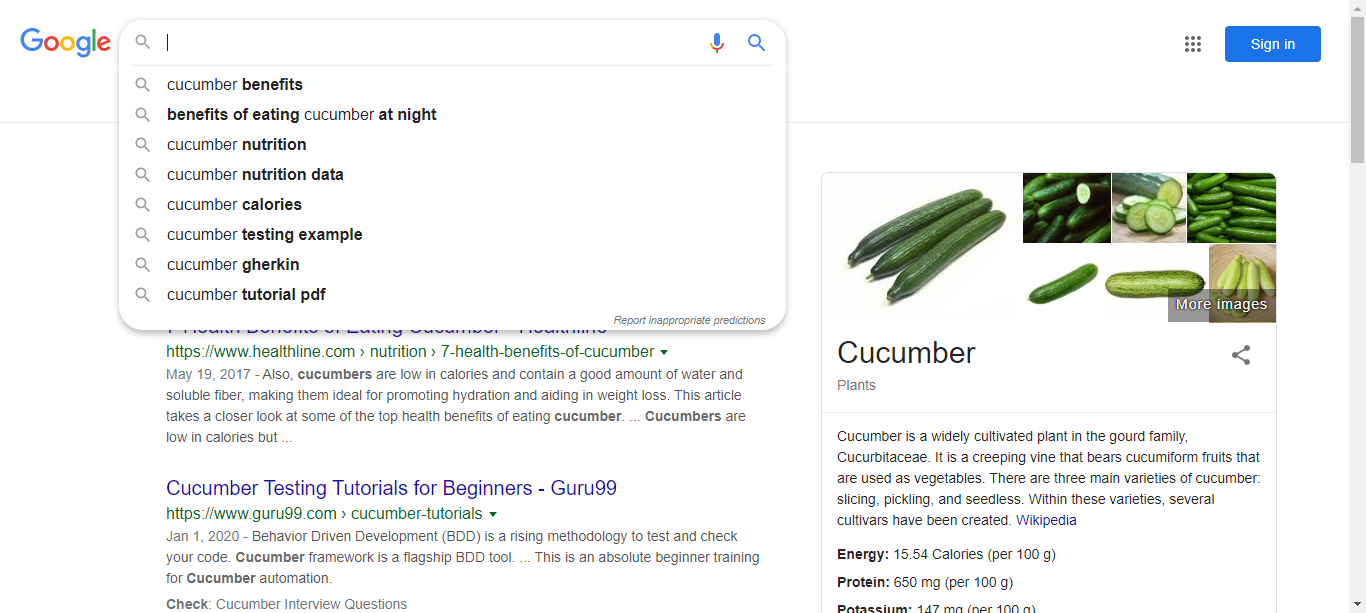 Google
Sign in
cucumber benefits
benefits of eating cucumber at night
cucumber nutrition
cucumber nutrition data
cucumber calories
cucumber testing example
cucumber gherkin
cucumber tutorial pdf
Report inappropriate predictions
7 Health Benefits of Eating Cucumber - Healthline
https://www.healthline.com › nutrition › 7-health-benefits-of-cucumber
May 19, 2017 - Also, cucumbers are low in calories and contain a good amount of water and
soluble fiber, making them ideal for promoting hydration and aiding in weight loss. This article
takes a closer look at some of the top health benefits of eating cucumber. ... Cucumbers are
low in calories but ...
Cucumber Testing Tutorials for Beginners - Guru99
https://www.guru99.com › cucumber-tutorials
Jan 1, 2020 - Behavior Driven Development (BDD) is a rising methodology to test and check
your code. Cucumber framework is a flagship BDD tool. ... This is an absolute beginner training
for Cucumber automation.
Check: Cucumber Interview Questions
More images
Cucumber
Plants
Cucumber is a widely cultivated plant in the gourd family,
Cucurbitaceae. It is a creeping vine that bears cucumiform fruits that
are used as vegetables. There are three main varieties of cucumber:
slicing, pickling, and seedless. Within these varieties, several
cultivars have been created. Wikipedia
Energy: 15.54 Calories (per 100 g)
Protein: 650 mg (per 100 g)
Potassium: 147 mg (per 100 g)